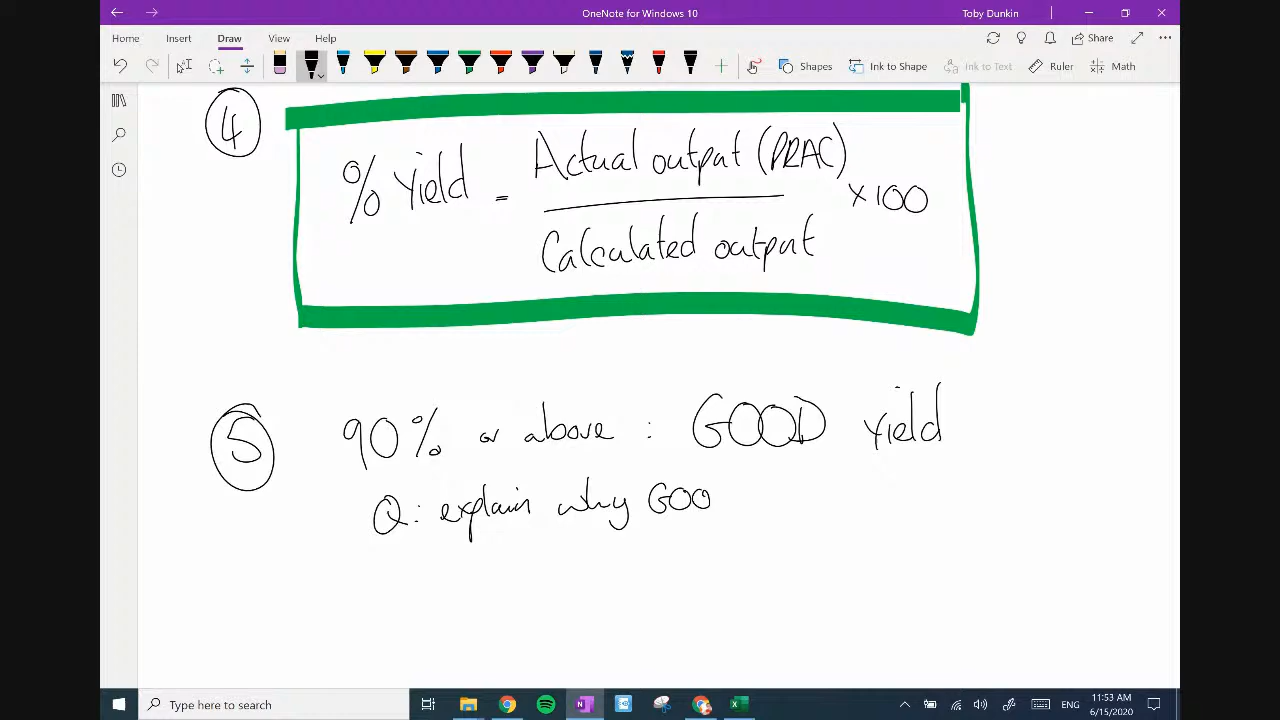 OneNote for Windows 10
Toby Dunkin
Home Insert Draw View Help
Share
Shapes Ink to Shape Ink to Text Ruler Math
4
% Yield = Actual output (PRAC) × 100
Calculated output
5 90% or above : GOOD Yield
Q: explain why GOO
Type here to search
ENG
11:53 AM
6/15/2020